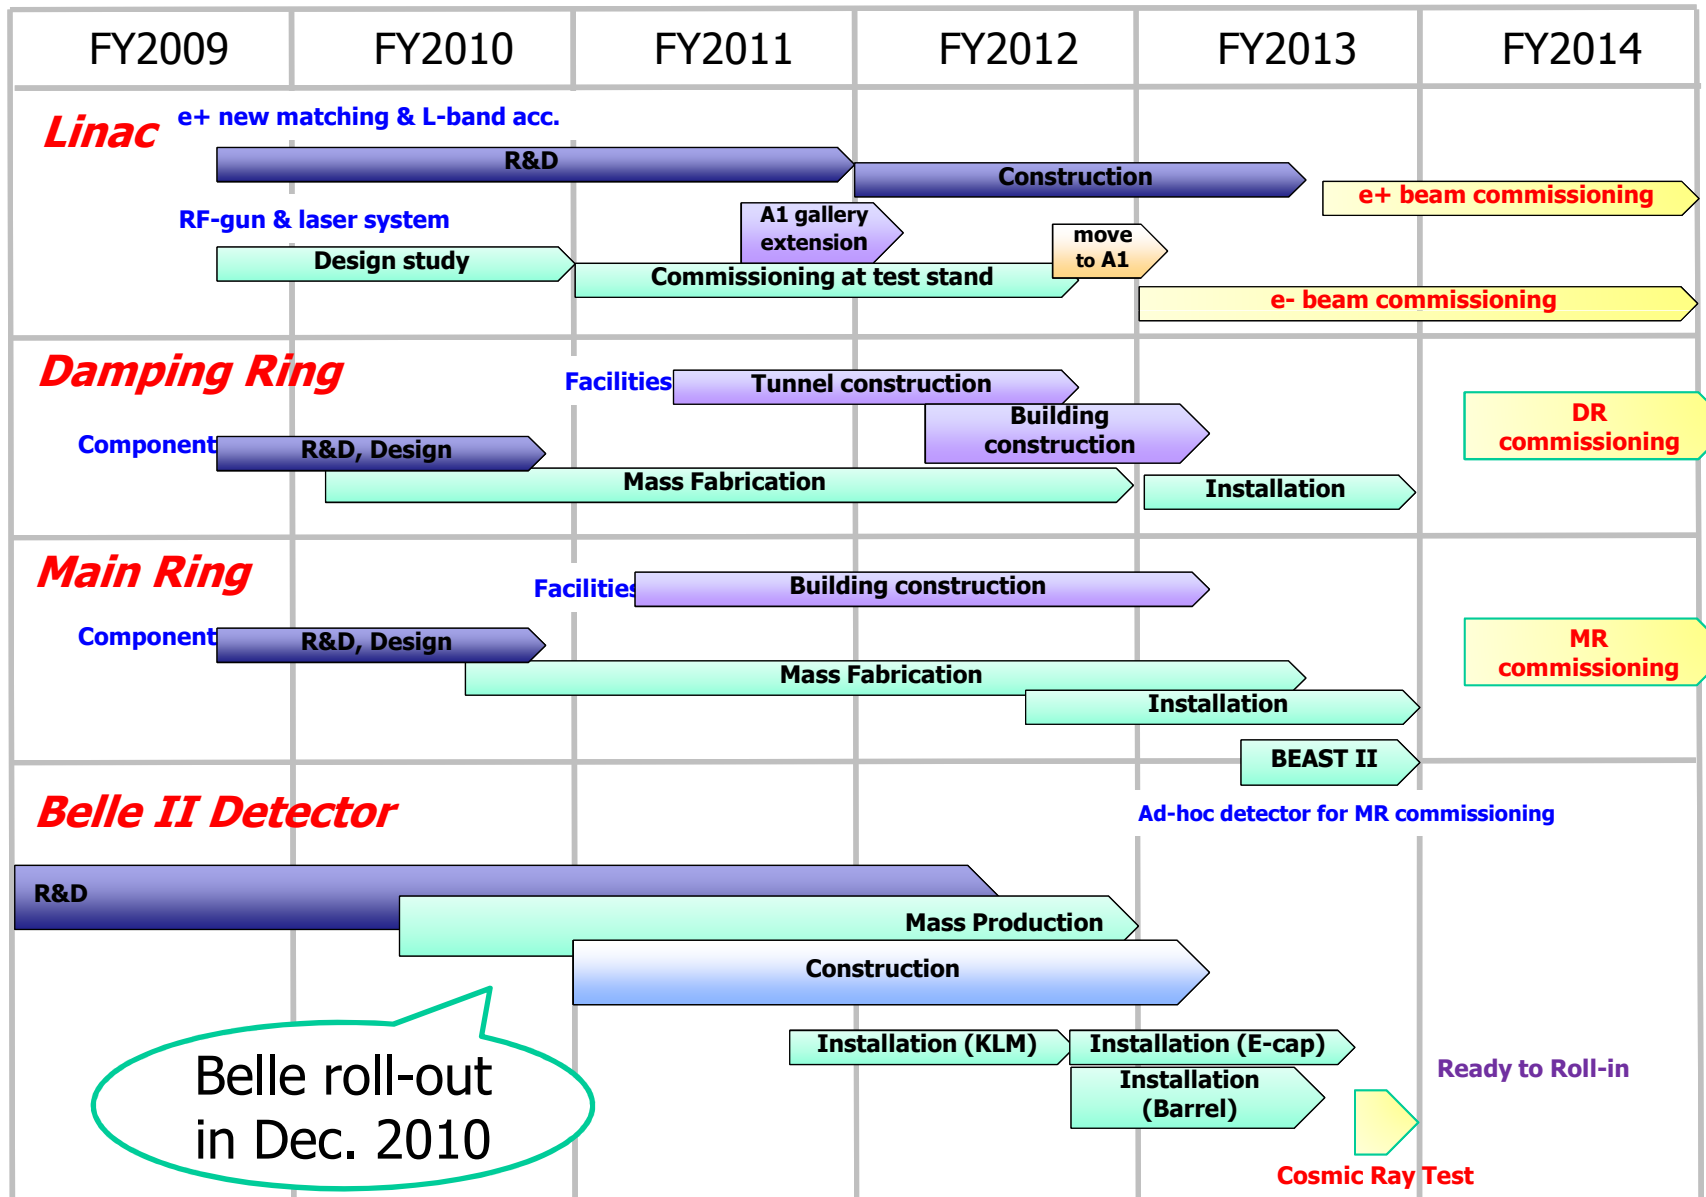 FY2009 FY2010 FY2011 FY2012 FY2013 FY2014
Linac
e+ new matching & L-band acc.
R&D
Construction
e+ beam commissioning
RF-gun & laser system
A1 gallery
extension
move
to A1
Design study
Commissioning at test stand
e- beam commissioning
Damping Ring
Facilities
Tunnel construction
Building
construction
DR
commissioning
Component
R&D, Design
Mass Fabrication
Installation
Main Ring
Facilities
Building construction
Component
R&D, Design
MR
commissioning
Mass Fabrication
Installation
BEAST II
Belle II Detector
Ad-hoc detector for MR commissioning
R&D
Mass Production
Construction
Installation (KLM)
Installation (E-cap)
Installation
(Barrel)
Ready to Roll-in
Belle roll-out
in Dec. 2010
Cosmic Ray Test